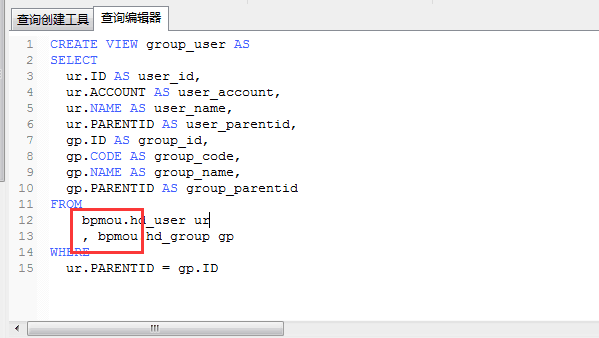 查询创建工具 查询编辑器
1 CREATE VIEW group_user AS
2 SELECT
3 ur.ID AS user_id,
4 ur.ACCOUNT AS user_account,
5 ur.NAME AS user_name,
6 ur.PARENTID AS user_parentid,
7 gp.ID AS group_id,
8 gp.CODE AS group_code,
9 gp.NAME AS group_name,
10 gp.PARENTID AS group_parentid
11 FROM
12 bpmou.hd_user ur
13 , bpmou hd_group gp
14 WHERE
15 ur.PARENTID = gp.ID